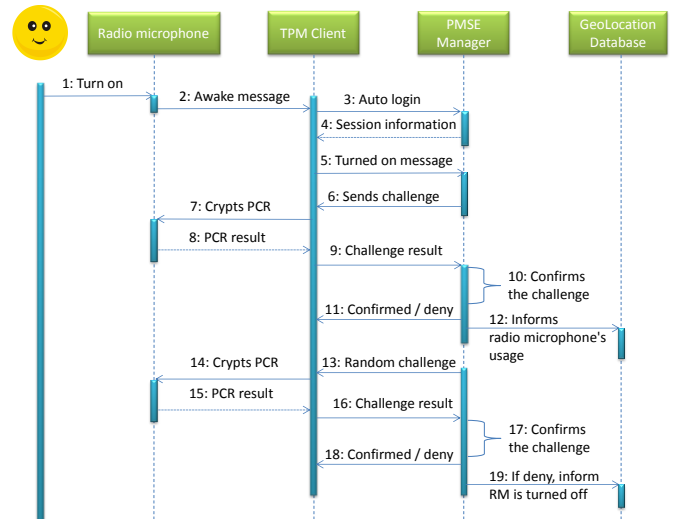 Radio microphone
TPM Client
PMSE
Manager
GeoLocation
Database
1: Turn on
2: Awake message
3: Auto login
4: Session information
5: Turned on message
6: Sends challenge
7: Crypts PCR
8: PCR result
9: Challenge result
10: Confirms
the challenge
11: Confirmed / deny
12: Informs
radio microphone's
usage
13: Random challenge
14: Crypts PCR
15: PCR result
16: Challenge result
17: Confirms
the challenge
18: Confirmed / deny
19: If deny, inform
RM is turned off